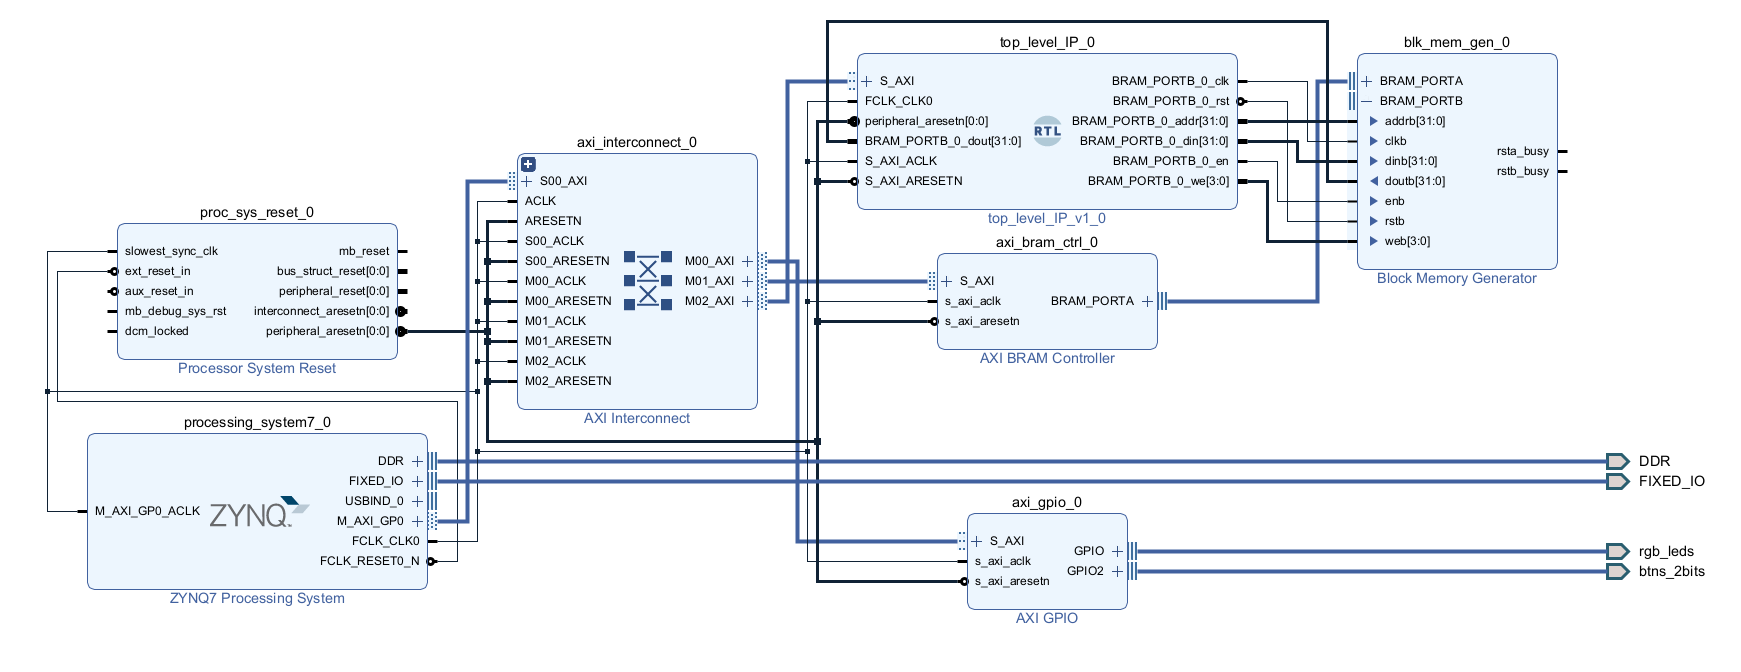 proc_sys_reset_0
slowest_sync_clk
ext_reset_in
aux_reset_in
mb_debug_sys_rst
dcm_locked
mb_reset
bus_struct_reset[0:0]
peripheral_reset[0:0]
interconnect_aresetn[0:0]
peripheral_aresetn[0:0]
Processor System Reset
processing_system7_0
M_AXI_GP0_ACLK
ZYNQ
DDR
FIXED_IO
USBIND_0
M_AXI_GP0
FCLK_CLK0
FCLK_RESET0_N
ZYNQ7 Processing System
axi_interconnect_0
S00_AXI
ACLK
ARESETN
S00_ACLK
S00_ARESETN
M00_ACLK
M00_ARESETN
M01_ACLK
M01_ARESETN
M02_ACLK
M02_ARESETN
M00_AXI
M01_AXI
M02_AXI
AXI Interconnect
top_level_IP_0
S_AXI
FCLK_CLK0
peripheral_aresetn[0:0]
BRAM_PORTB_0_dout[31:0]
S_AXI_ACLK
S_AXI_ARESETN
RTL
BRAM_PORTB_0_clk
BRAM_PORTB_0_rst
BRAM_PORTB_0_addr[31:0]
BRAM_PORTB_0_din[31:0]
BRAM_PORTB_0_en
BRAM_PORTB_0_we[3:0]
top_level_IP_v1_0
axi_bram_ctrl_0
S_AXI
s_axi_aclk
s_axi_aresetn
BRAM_PORTA
AXI BRAM Controller
axi_gpio_0
S_AXI
s_axi_aclk
s_axi_aresetn
GPIO
GPIO2
AXI GPIO
blk_mem_gen_0
BRAM_PORTA
BRAM_PORTB
addrb[31:0]
clkb
dinb[31:0]
doutb[31:0]
enb
rstb
web[3:0]
rsta_busy
rstb_busy
Block Memory Generator
DDR
FIXED_IO
rgb_leds
btns_2bits